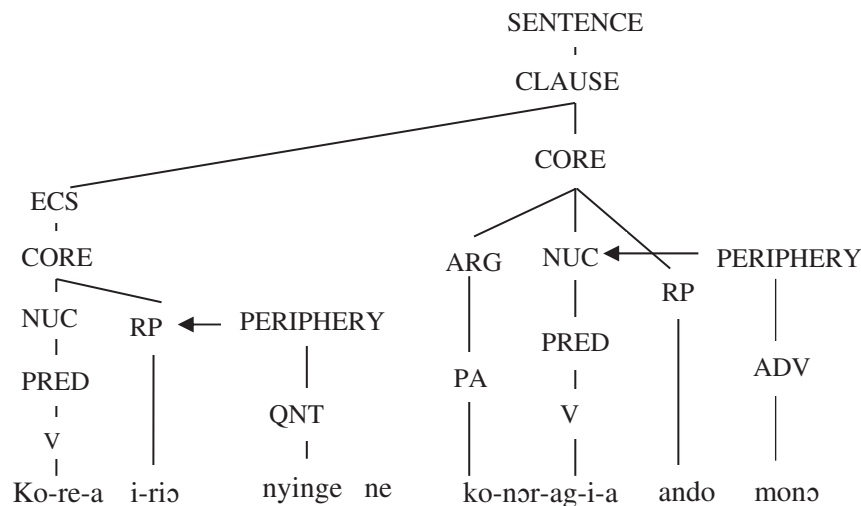 SENTENCE
CLAUSE
CORE
ECS
CORE
ARG NUC PERIPHERY
RP
NUC RP PERIPHERY
PRED
PRED PA ADV
QNT V
V
Ko-re-a i-riɔ nyinge ne ko-nɔr-ag-i-a ando monɔ